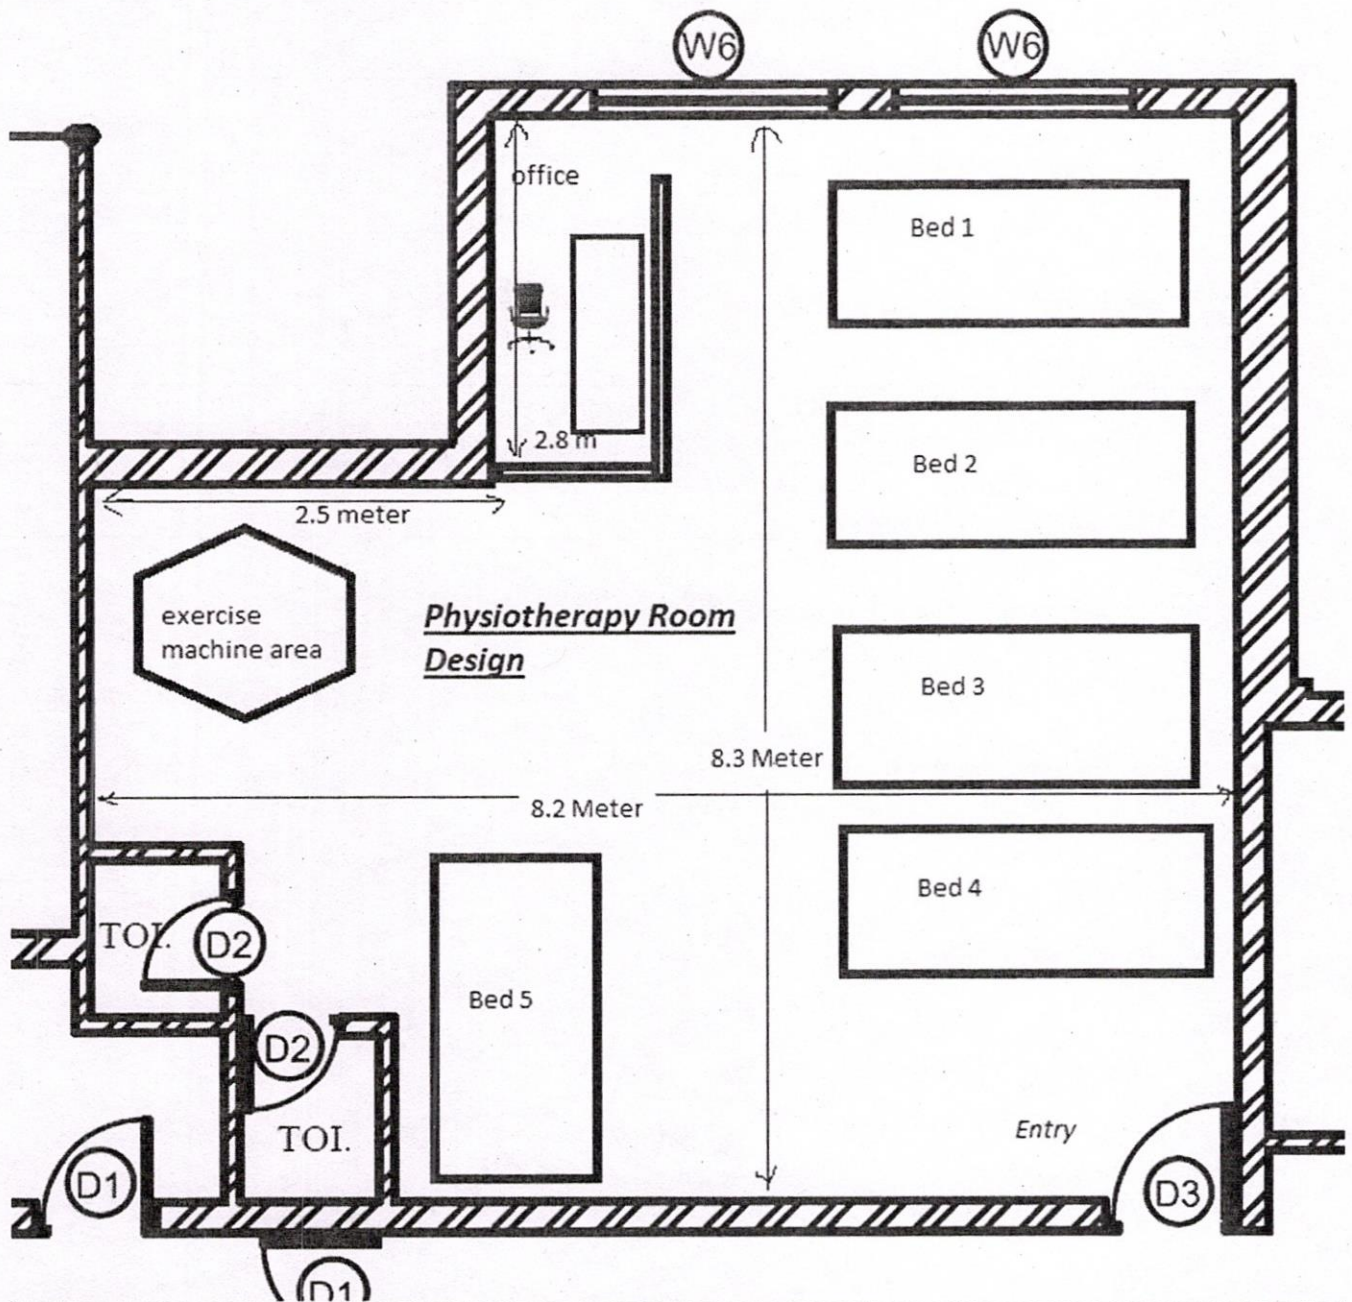 W6
W6
office
Bed 1
2.8 m
Bed 2
2.5 meter
exercise
machine area
Physiotherapy Room
Design
Bed 3
8.3 Meter
8.2 Meter
Bed 4
TOI.
D2
Bed 5
D2
TOI.
Entry
D1
D3
D1